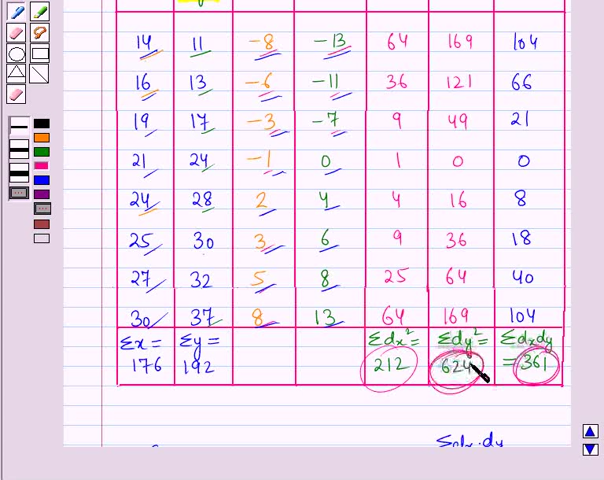 14 11 -8 -13 64 169 104
16 13 -6 -11 36 121 66
19 17 -3 -7 9 49 21
21 24 -1 0 1 0 0
24 28 2 4 4 16 8
25 30 3 6 9 36 18
27 32 5 8 25 64 40
30 37 8 13 64 169 104
Σx = Σy = Σdx²= Σdy²= Σdxdy
176 192 212 624 = 361
Σdx.dy